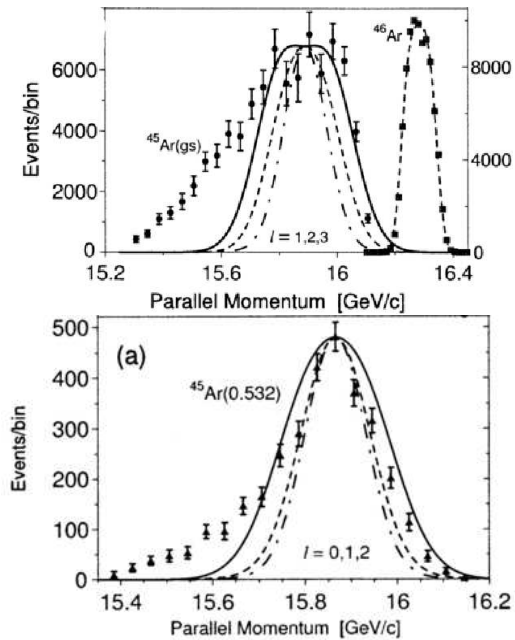 6000
4000
2000
0
Events/bin
⁴⁵Ar(gs)
⁴⁶Ar
l = 1,2,3
8000
4000
0
15.2
15.6
16
16.4
Parallel Momentum [GeV/c]
500
400
300
200
100
0
Events/bin
(a)
⁴⁵Ar(0.532)
l = 0,1,2
15.4
15.6
15.8
16
16.2
Parallel Momentum [GeV/c]